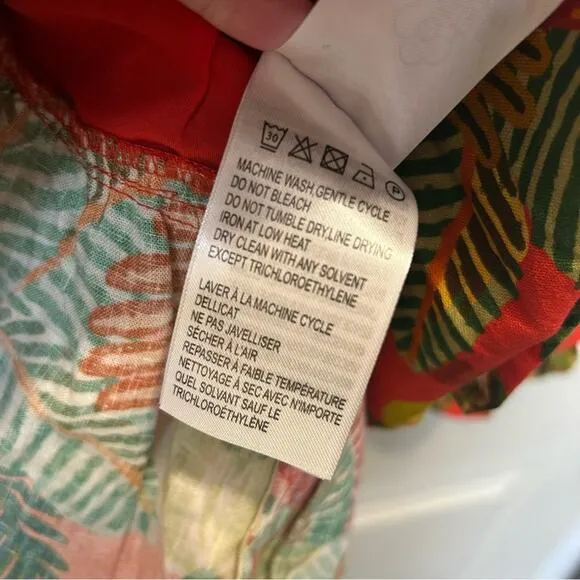 30
P
MACHINE WASH GENTLE CYCLE
DO NOT BLEACH
DO NOT TUMBLE DRY,LINE DRYING
IRON AT LOW HEAT
DRY CLEAN WITH ANY SOLVENT
EXCEPT TRICHLOROETHYLENE
LAVER À LA MACHINE CYCLE
DELLICAT
NE PAS JAVELLISER
SÉCHER À L'AIR
REPASSER À FAIBLE TEMPÉRATURE
NETTOYAGE À SEC AVEC N'IMPORTE
QUEL SOLVANT SAUF LE
TRICHLOROÉTHYLÈNE